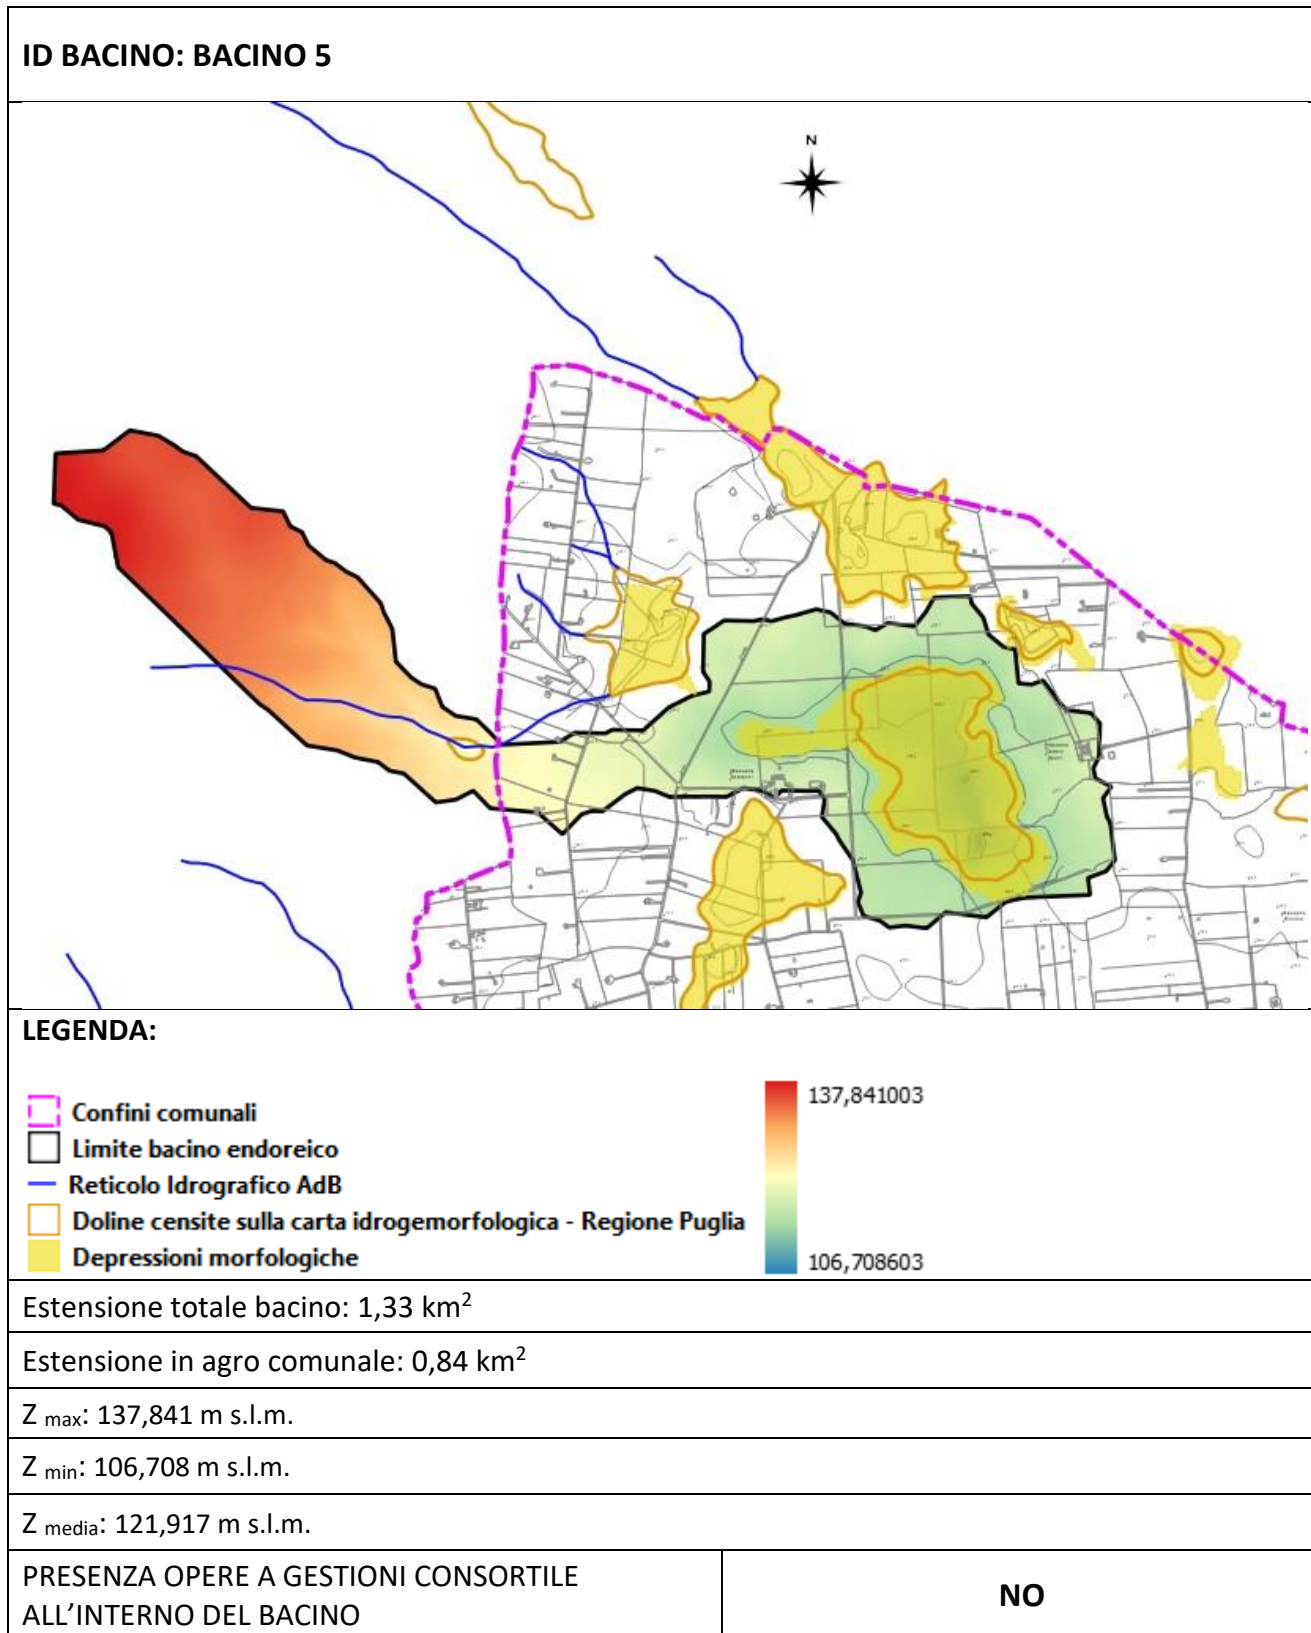 ID BACINO: BACINO 5
N
LEGENDA:
Confini comunali
Limite bacino endoreico
Reticolo Idrografico AdB
Doline censite sulla carta idrogemorfologica - Regione Puglia
Depressioni morfologiche
137,841003
106,708603
Estensione totale bacino: 1,33 km²
Estensione in agro comunale: 0,84 km²
Z max: 137,841 m s.l.m.
Z min: 106,708 m s.l.m.
Z media: 121,917 m s.l.m.
PRESENZA OPERE A GESTIONI CONSORTILE
ALL'INTERNO DEL BACINO
NO